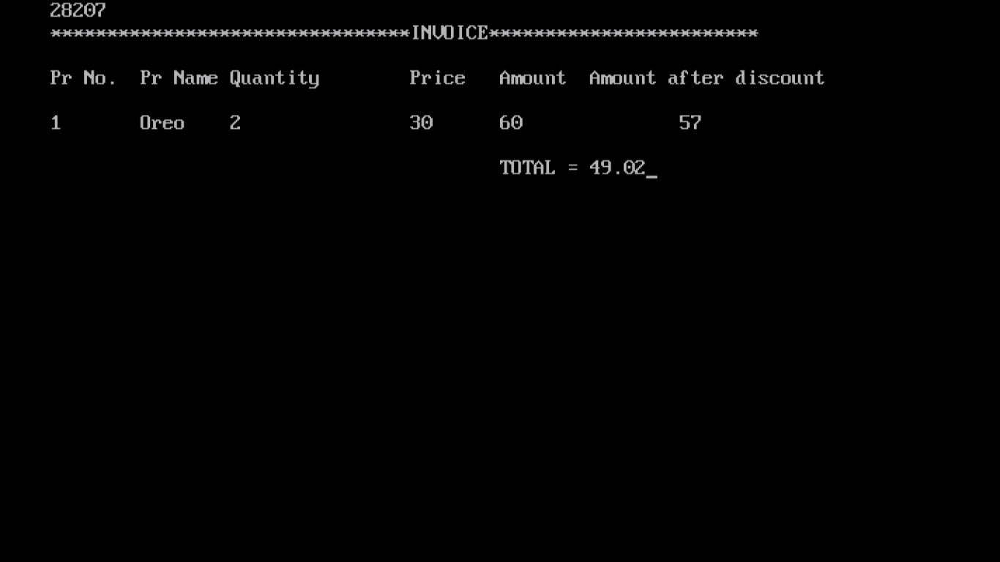 28207
********************************INVOICE************************
Pr No. Pr Name Quantity Price Amount Amount after discount
1 Oreo 2 30 60 57
TOTAL = 49.02_